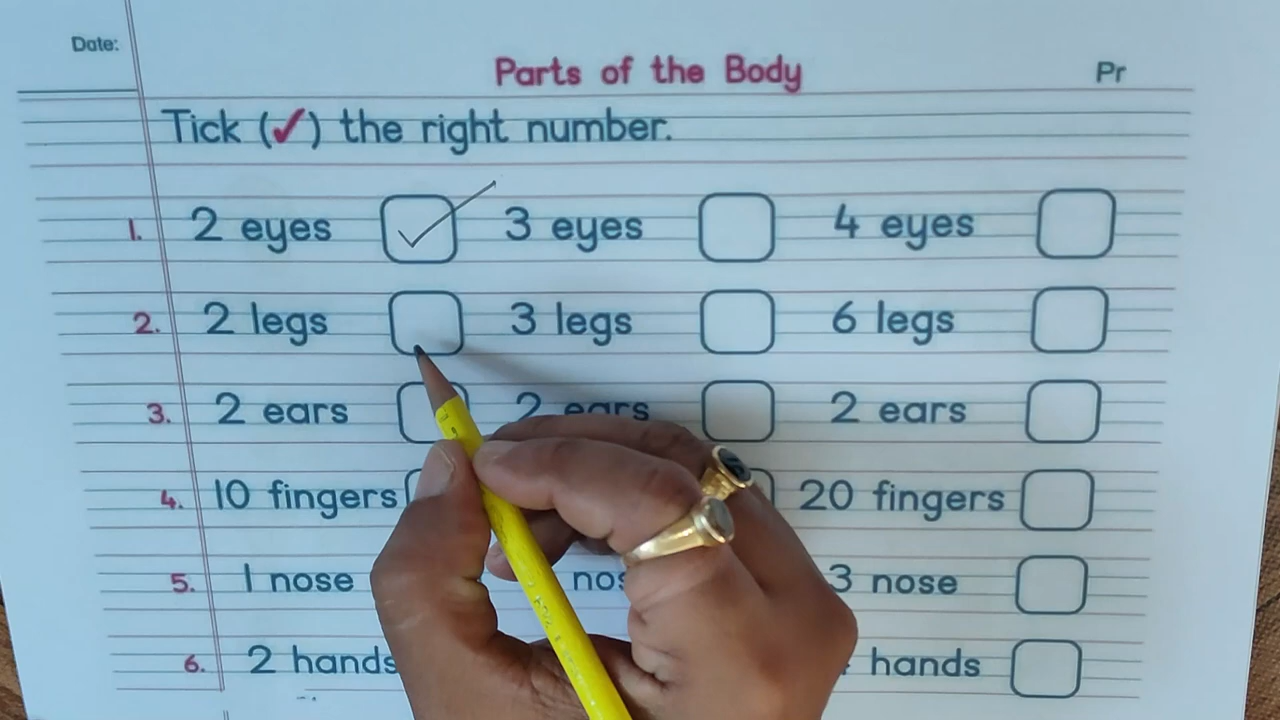 Date:
Parts of the Body
Pr
Tick (✓) the right number.
1. 2 eyes ✓ 3 eyes 4 eyes
2. 2 legs 3 legs 6 legs
3. 2 ears 2 ears 2 ears
4. 10 fingers 20 fingers
5. 1 nose 3 nose
6. 2 hands hands